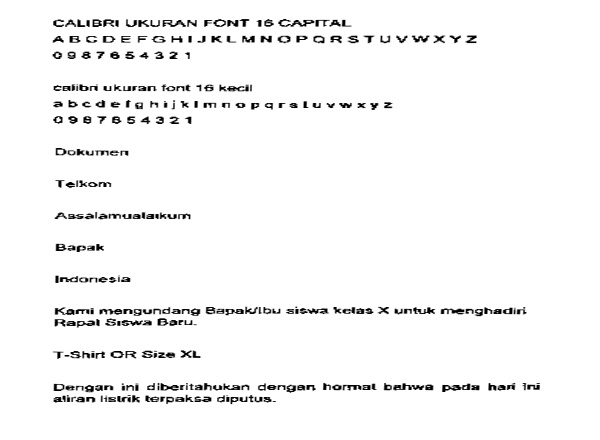 CALIBRI UKURAN FONT 16 CAPITAL
A B C D E F G H I J K L M N O P Q R S T U V W X Y Z
0 9 8 7 6 5 4 3 2 1
calibri ukuran font 16 kecil
a b c d e f g h i j k l m n o p q r s t u v w x y z
0 9 8 7 6 5 4 3 2 1
Dokumen
Telkom
Assalamualaikum
Bapak
Indonesia
Kami mengundang Bapak/Ibu siswa kelas X untuk menghadiri
Rapat Siswa Baru.
T-Shirt OR Size XL
Dengan ini diberitahukan dengan hormat bahwa pada hari ini
aliran listrik terpaksa diputus.